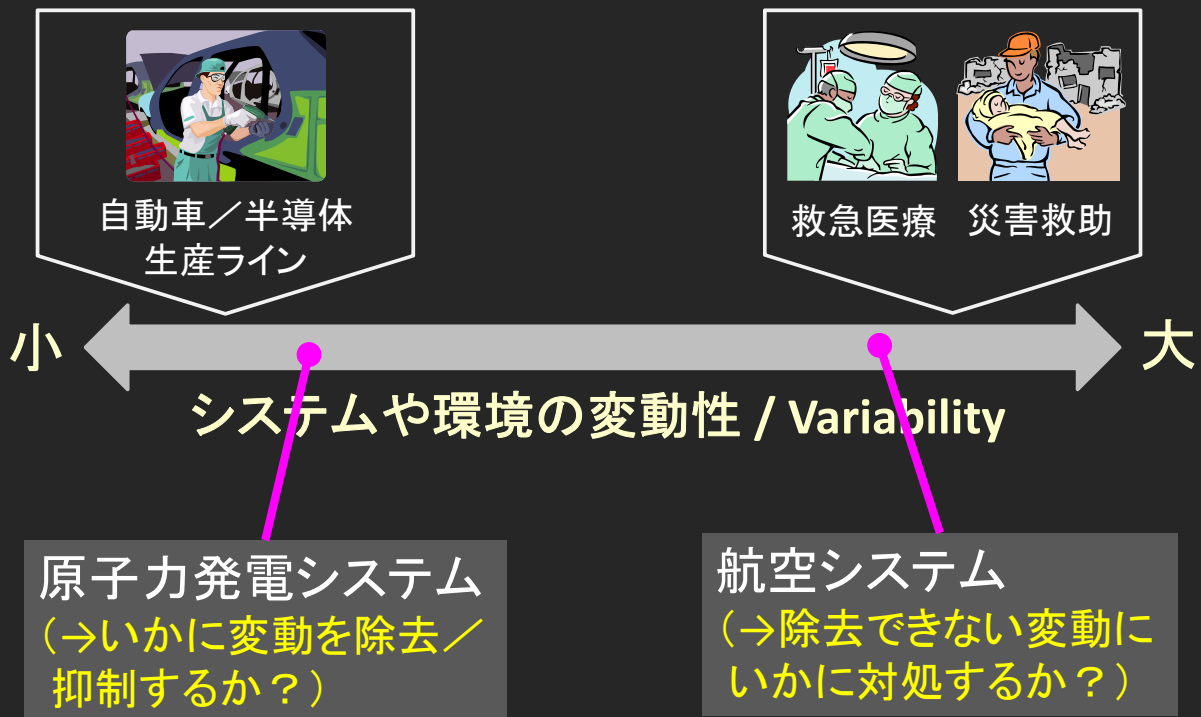 自動車／半導体
生産ライン
救急医療
災害救助
小
大
システムや環境の変動性 / Variability
原子力発電システム
（→いかに変動を除去／
抑制するか？）
航空システム
（→除去できない変動に
いかに対処するか？）